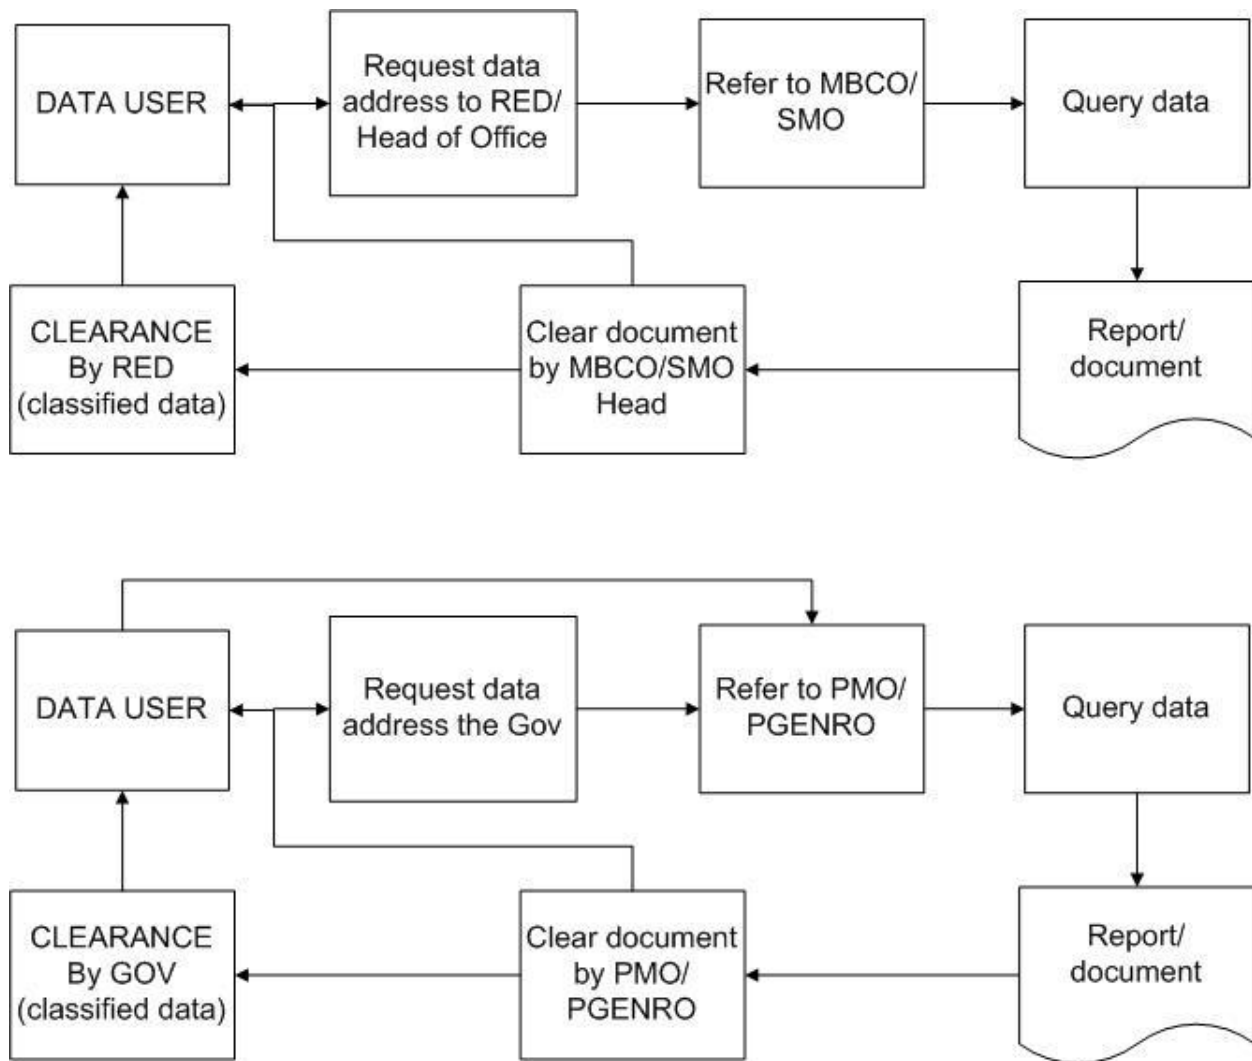 DATA USER
Request data
address to RED/
Head of Office
Refer to MBCO/
SMO
Query data
CLEARANCE
By RED
(classified data)
Clear document
by MBCO/SMO
Head
Report/
document
DATA USER
Request data
address the Gov
Refer to PMO/
PGENRO
Query data
CLEARANCE
By GOV
(classified data)
Clear document
by PMO/
PGENRO
Report/
document